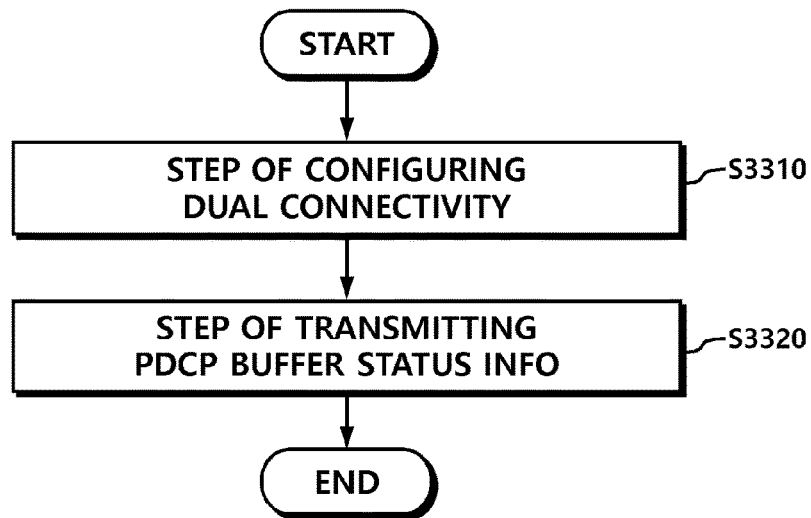 START
STEP OF CONFIGURING
DUAL CONNECTIVITY
S3310
STEP OF TRANSMITTING
PDCP BUFFER STATUS INFO
S3320
END